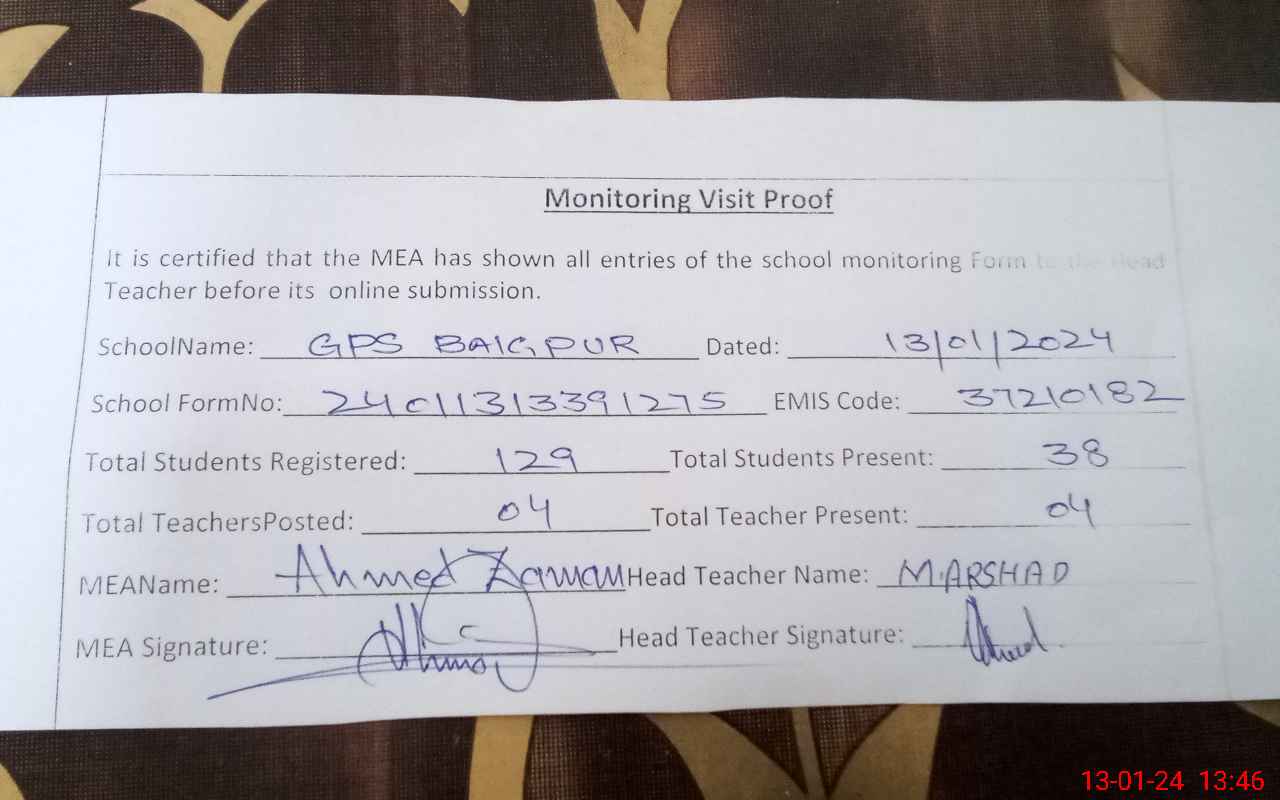 Monitoring Visit Proof
It is certified that the MEA has shown all entries of the school monitoring Form to the Head
Teacher before its online submission.
SchoolName: GPS BAIGPUR Dated: 13/01/2024
School FormNo: 24011313391275 EMIS Code: 37210182
Total Students Registered: 129 Total Students Present: 38
Total TeachersPosted: 04 Total Teacher Present: 04
MEAName: Ahmed Zaman Head Teacher Name: M.ARSHAD
MEA Signature: Head Teacher Signature:
13-01-24 13:46